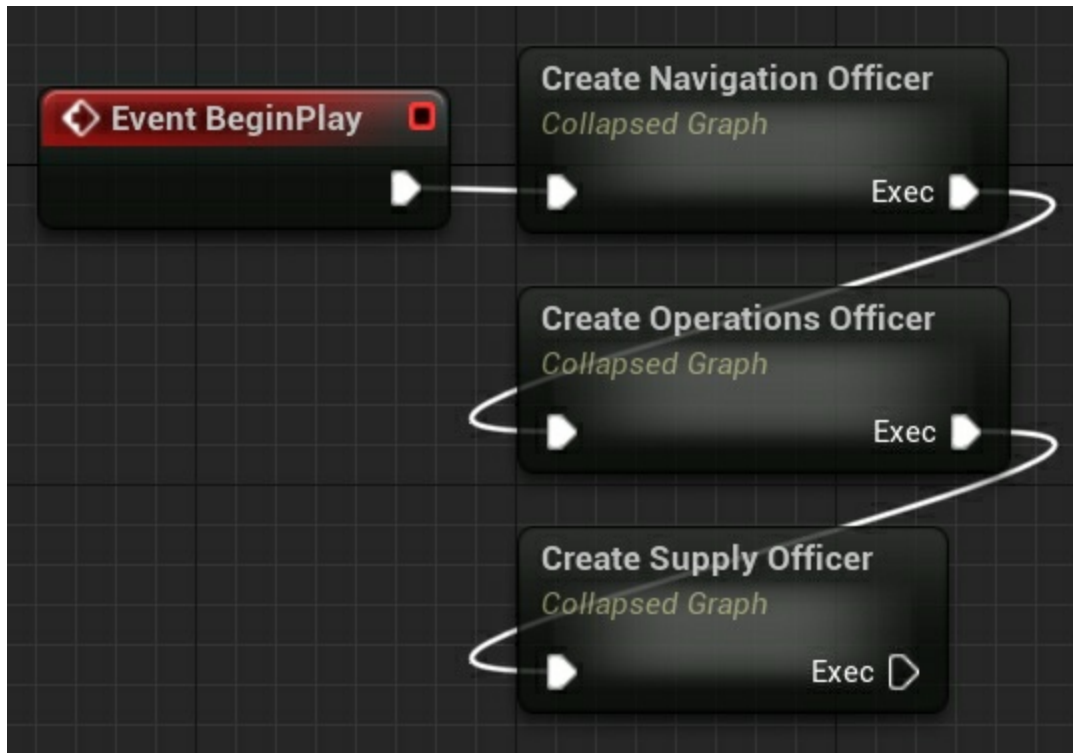 Event BeginPlay
Create Navigation Officer
Collapsed Graph
Exec
Create Operations Officer
Collapsed Graph
Exec
Create Supply Officer
Collapsed Graph
Exec